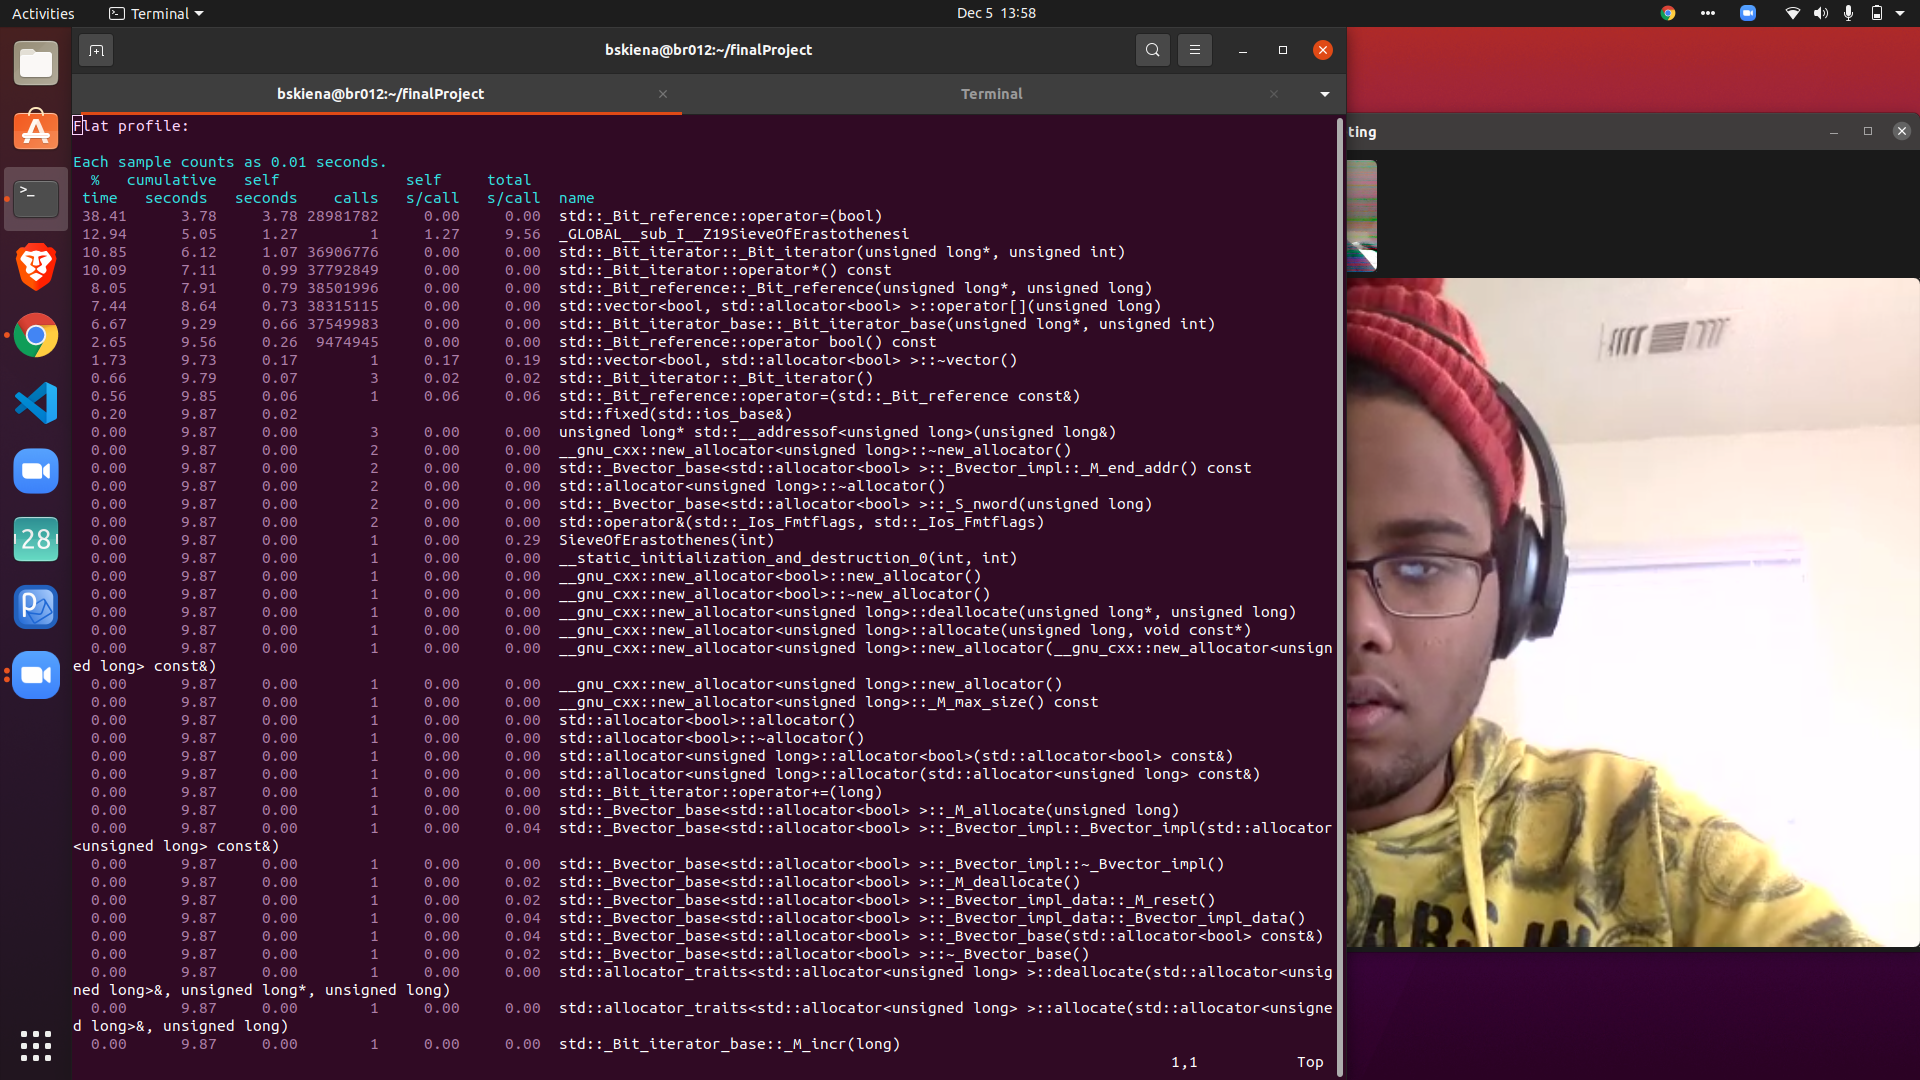 Activities
Terminal
Dec 5 13:58
bskiena@br012:~/finalProject
bskiena@br012:~/finalProject
Terminal
ting
Flat profile:
Each sample counts as 0.01 seconds.
% cumulative self self total
time seconds seconds calls s/call s/call name
38.41 3.78 3.78 28981782 0.00 0.00 std::_Bit_reference::operator=(bool)
12.94 5.05 1.27 1 1.27 9.56 _GLOBAL__sub_I__Z19SieveOfErastothenesi
10.85 6.12 1.07 36906776 0.00 0.00 std::_Bit_iterator::_Bit_iterator(unsigned long*, unsigned int)
10.09 7.11 0.99 37792849 0.00 0.00 std::_Bit_iterator::operator*() const
8.05 7.91 0.79 38501996 0.00 0.00 std::_Bit_reference::_Bit_reference(unsigned long*, unsigned long)
7.44 8.64 0.73 38315115 0.00 0.00 std::vector<bool, std::allocator<bool> >::operator[](unsigned long)
6.67 9.29 0.66 37549983 0.00 0.00 std::_Bit_iterator_base::_Bit_iterator_base(unsigned long*, unsigned int)
2.65 9.56 0.26 9474945 0.00 0.00 std::_Bit_reference::operator bool() const
1.73 9.73 0.17 1 0.17 0.19 std::vector<bool, std::allocator<bool> >::~vector()
0.66 9.79 0.07 3 0.02 0.02 std::_Bit_iterator::_Bit_iterator()
0.56 9.85 0.06 1 0.06 0.06 std::_Bit_reference::operator=(std::_Bit_reference const&)
0.20 9.87 0.02 std::fixed(std::ios_base&)
0.00 9.87 0.00 3 0.00 0.00 unsigned long* std::__addressof<unsigned long>(unsigned long&)
0.00 9.87 0.00 2 0.00 0.00 __gnu_cxx::new_allocator<unsigned long>::~new_allocator()
0.00 9.87 0.00 2 0.00 0.00 std::_Bvector_base<std::allocator<bool> >::_Bvector_impl::_M_end_addr() const
0.00 9.87 0.00 2 0.00 0.00 std::allocator<unsigned long>::~allocator()
0.00 9.87 0.00 2 0.00 0.00 std::_Bvector_base<std::allocator<bool> >::_S_nword(unsigned long)
0.00 9.87 0.00 2 0.00 0.00 std::operator&(std::_Ios_Fmtflags, std::_Ios_Fmtflags)
0.00 9.87 0.00 1 0.00 0.29 SieveOfErastothenes(int)
0.00 9.87 0.00 1 0.00 0.00 __static_initialization_and_destruction_0(int, int)
0.00 9.87 0.00 1 0.00 0.00 __gnu_cxx::new_allocator<bool>::new_allocator()
0.00 9.87 0.00 1 0.00 0.00 __gnu_cxx::new_allocator<bool>::~new_allocator()
0.00 9.87 0.00 1 0.00 0.00 __gnu_cxx::new_allocator<unsigned long>::deallocate(unsigned long*, unsigned long)
0.00 9.87 0.00 1 0.00 0.00 __gnu_cxx::new_allocator<unsigned long>::allocate(unsigned long, void const*)
0.00 9.87 0.00 1 0.00 0.00 __gnu_cxx::new_allocator<unsigned long>::new_allocator(__gnu_cxx::new_allocator<unsign
ed long> const&)
0.00 9.87 0.00 1 0.00 0.00 __gnu_cxx::new_allocator<unsigned long>::new_allocator()
0.00 9.87 0.00 1 0.00 0.00 __gnu_cxx::new_allocator<unsigned long>::_M_max_size() const
0.00 9.87 0.00 1 0.00 0.00 std::allocator<bool>::allocator()
0.00 9.87 0.00 1 0.00 0.00 std::allocator<bool>::~allocator()
0.00 9.87 0.00 1 0.00 0.00 std::allocator<unsigned long>::allocator<bool>(std::allocator<bool> const&)
0.00 9.87 0.00 1 0.00 0.00 std::allocator<unsigned long>::allocator(std::allocator<unsigned long> const&)
0.00 9.87 0.00 1 0.00 0.00 std::_Bit_iterator::operator+=(long)
0.00 9.87 0.00 1 0.00 0.00 std::_Bvector_base<std::allocator<bool> >::_M_allocate(unsigned long)
0.00 9.87 0.00 1 0.00 0.04 std::_Bvector_base<std::allocator<bool> >::_Bvector_impl::_Bvector_impl(std::allocator
<unsigned long> const&)
0.00 9.87 0.00 1 0.00 0.00 std::_Bvector_base<std::allocator<bool> >::_Bvector_impl::~_Bvector_impl()
0.00 9.87 0.00 1 0.00 0.02 std::_Bvector_base<std::allocator<bool> >::_M_deallocate()
0.00 9.87 0.00 1 0.00 0.02 std::_Bvector_base<std::allocator<bool> >::_Bvector_impl_data::_M_reset()
0.00 9.87 0.00 1 0.00 0.04 std::_Bvector_base<std::allocator<bool> >::_Bvector_impl_data::_Bvector_impl_data()
0.00 9.87 0.00 1 0.00 0.04 std::_Bvector_base<std::allocator<bool> >::_Bvector_base(std::allocator<bool> const&)
0.00 9.87 0.00 1 0.00 0.02 std::_Bvector_base<std::allocator<bool> >::~_Bvector_base()
0.00 9.87 0.00 1 0.00 0.00 std::allocator_traits<std::allocator<unsigned long> >::deallocate(std::allocator<unsig
ned long>&, unsigned long*, unsigned long)
0.00 9.87 0.00 1 0.00 0.00 std::allocator_traits<std::allocator<unsigned long> >::allocate(std::allocator<unsigne
d long>&, unsigned long)
0.00 9.87 0.00 1 0.00 0.00 std::_Bit_iterator_base::_M_incr(long)
1,1 Top
28